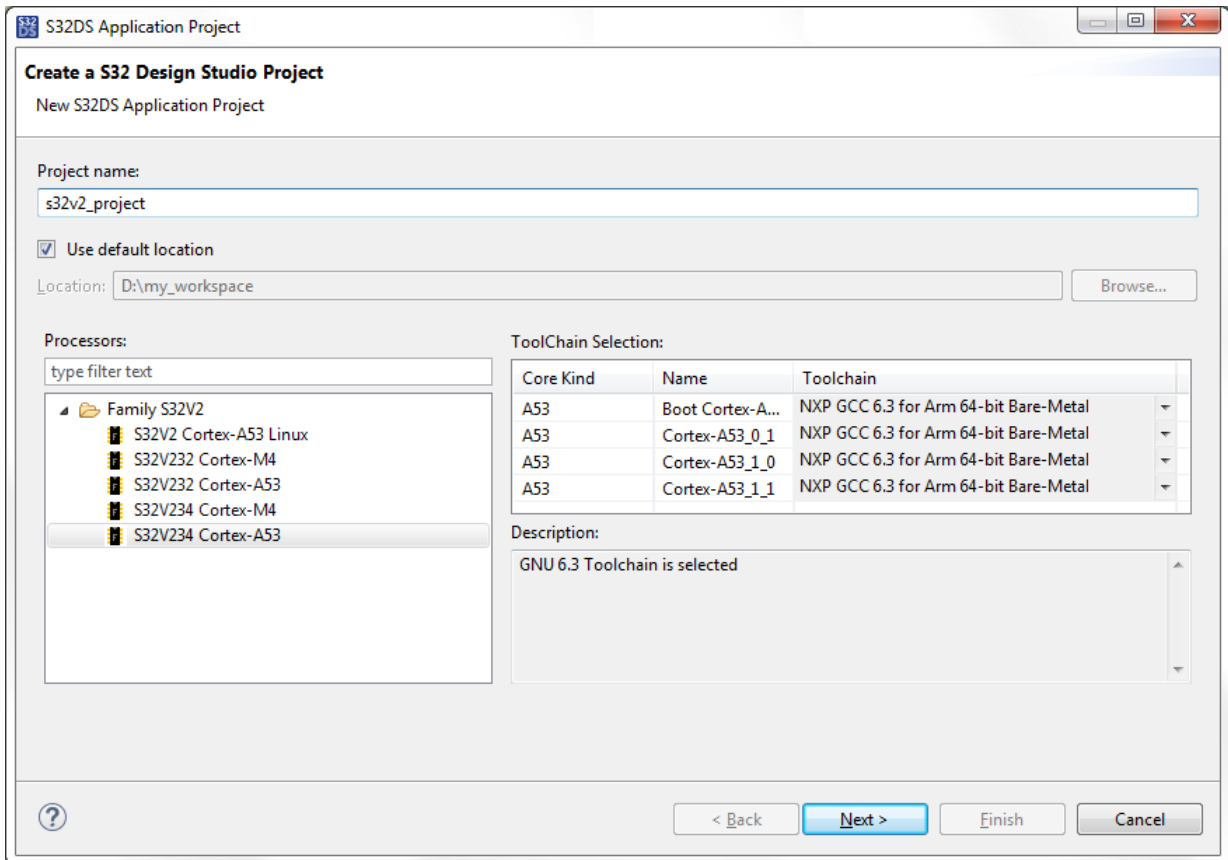 S32DS S32DS Application Project
Create a S32 Design Studio Project
New S32DS Application Project
Project name:
s32v2_project
Use default location
Location: D:\my_workspace Browse...
Processors:
type filter text
Family S32V2
S32V2 Cortex-A53 Linux
S32V232 Cortex-M4
S32V232 Cortex-A53
S32V234 Cortex-M4
S32V234 Cortex-A53
ToolChain Selection:
Core Kind Name Toolchain
A53 Boot Cortex-A... NXP GCC 6.3 for Arm 64-bit Bare-Metal
A53 Cortex-A53_0_1 NXP GCC 6.3 for Arm 64-bit Bare-Metal
A53 Cortex-A53_1_0 NXP GCC 6.3 for Arm 64-bit Bare-Metal
A53 Cortex-A53_1_1 NXP GCC 6.3 for Arm 64-bit Bare-Metal
Description:
GNU 6.3 Toolchain is selected
? < Back Next > Finish Cancel